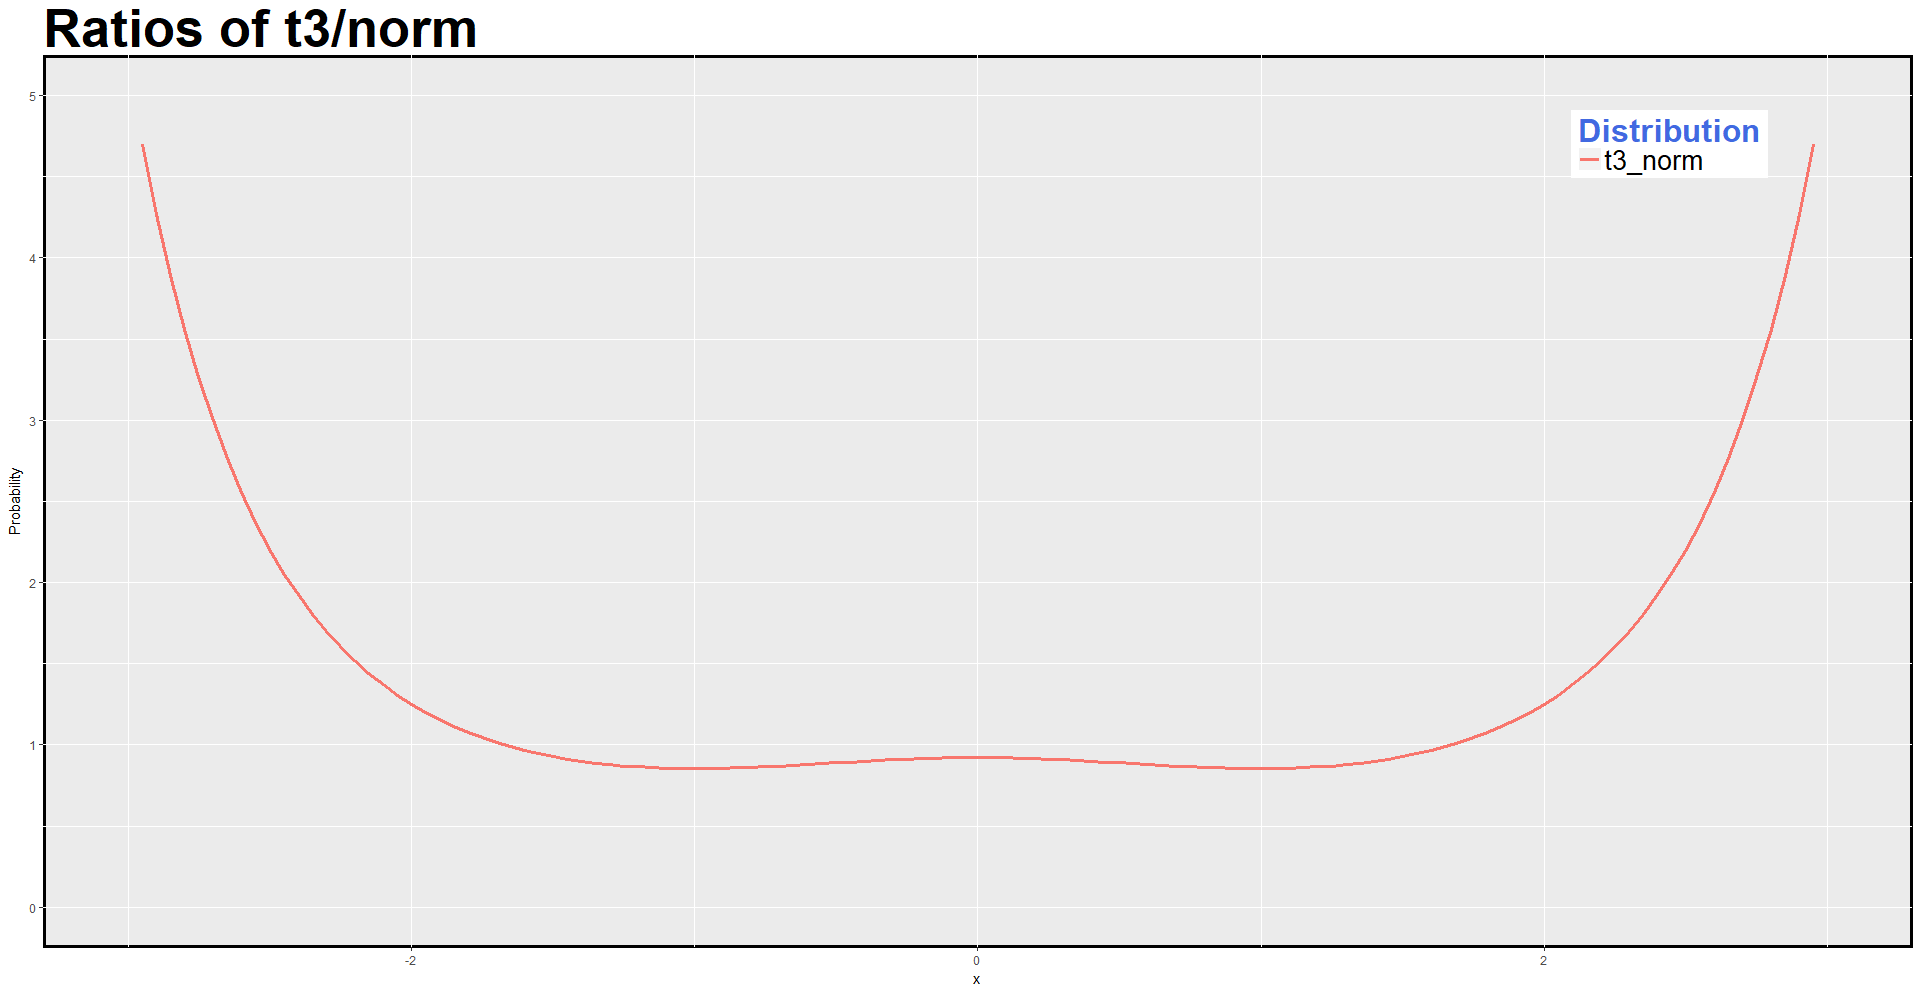 Ratios of t3/norm
5
4
3
2
1
0
Probability
Distribution
t3_norm
-2
0
2
x